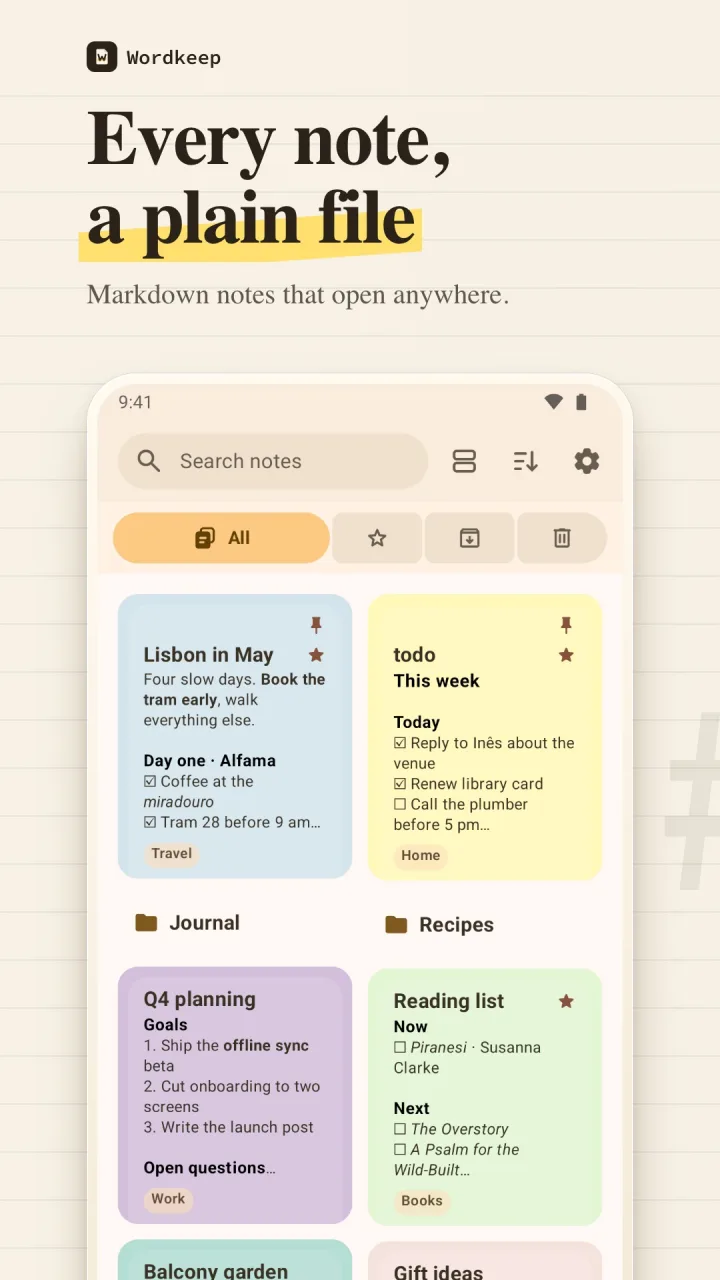 Wordkeep
Every note,
a plain file
Markdown notes that open anywhere.
9:41
Search notes
All
Lisbon in May
Four slow days. Book the
tram early, walk
everything else.
Day one · Alfama
☑ Coffee at the
miradouro
☑ Tram 28 before 9 am…
Travel
todo
This week
Today
☑ Reply to Inês about the
venue
☑ Renew library card
☐ Call the plumber
before 5 pm…
Home
Journal
Recipes
Q4 planning
Goals
1. Ship the offline sync
beta
2. Cut onboarding to two
screens
3. Write the launch post
Open questions…
Work
Reading list
Now
☐ Piranesi · Susanna
Clarke
Next
☐ The Overstory
☐ A Psalm for the
Wild-Built…
Books
Balcony garden
Gift ideas
#